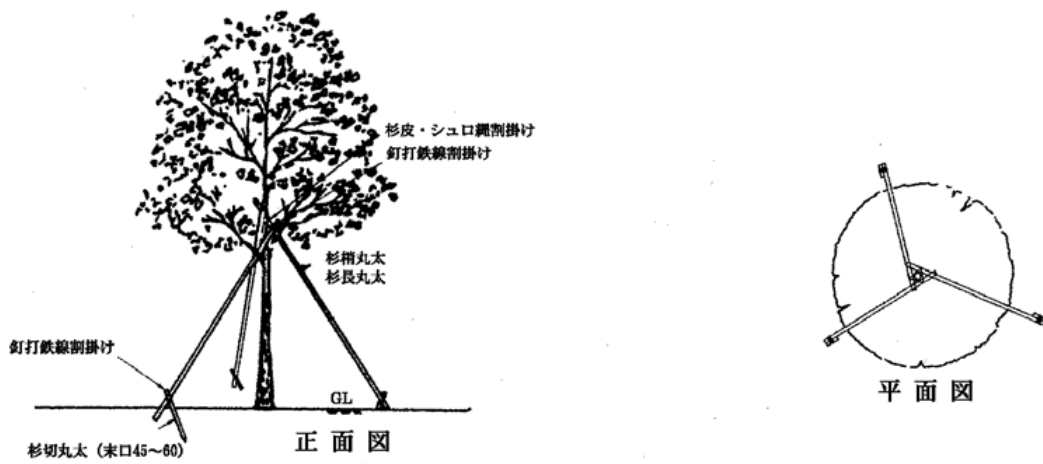 杉皮・シュロ縄割掛け
釘打鉄線割掛け
杉梢丸太
杉長丸太
釘打鉄線割掛け
GL
杉切丸太（末口45～60）
正面図
平面図